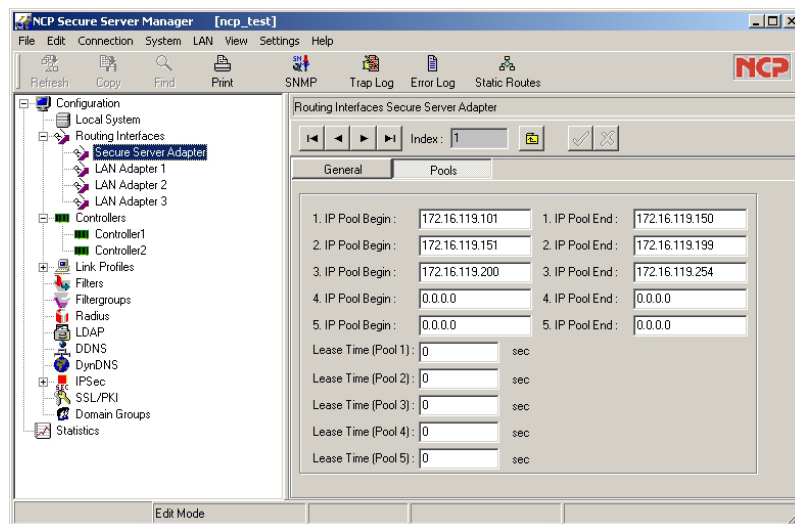 NCP Secure Server Manager [ncp_test]
File Edit Connection System LAN View Settings Help
Refresh Copy Find Print SNMP Trap Log Error Log Static Routes NCP
Configuration
Local System
Routing Interfaces
Secure Server Adapter
LAN Adapter 1
LAN Adapter 2
LAN Adapter 3
Controllers
Controller1
Controller2
Link Profiles
Filters
Filtergroups
Radius
LDAP
DDNS
DynDNS
IPSec
SSL/PKI
Domain Groups
Statistics
Routing Interfaces Secure Server Adapter
Index : 1
General Pools
1. IP Pool Begin : 172.16.119.101 1. IP Pool End : 172.16.119.150
2. IP Pool Begin : 172.16.119.151 2. IP Pool End : 172.16.119.199
3. IP Pool Begin : 172.16.119.200 3. IP Pool End : 172.16.119.254
4. IP Pool Begin : 0.0.0.0 4. IP Pool End : 0.0.0.0
5. IP Pool Begin : 0.0.0.0 5. IP Pool End : 0.0.0.0
Lease Time (Pool 1) : 0 sec
Lease Time (Pool 2) : 0 sec
Lease Time (Pool 3) : 0 sec
Lease Time (Pool 4) : 0 sec
Lease Time (Pool 5) : 0 sec
Edit Mode